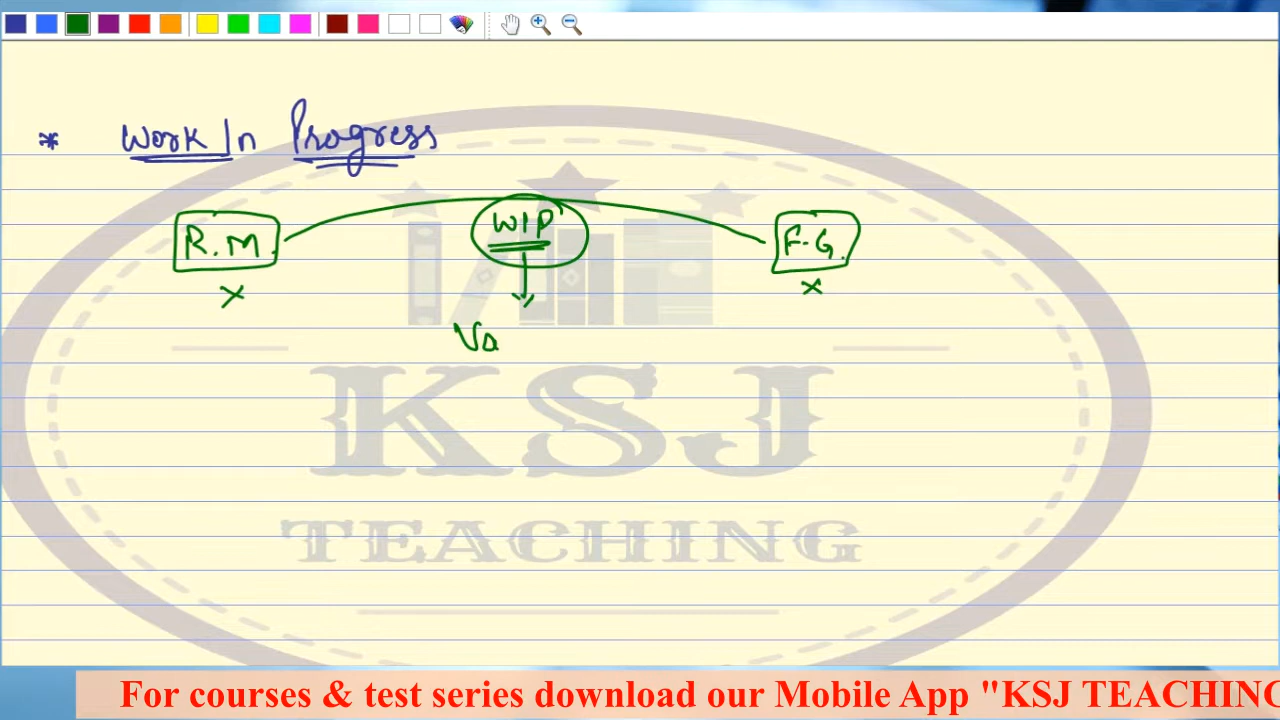 * Work In Progress
R.M. WIP F.G.
x x
Va
KSJ
TEACHING
For courses & test series download our Mobile App "KSJ TEACHING